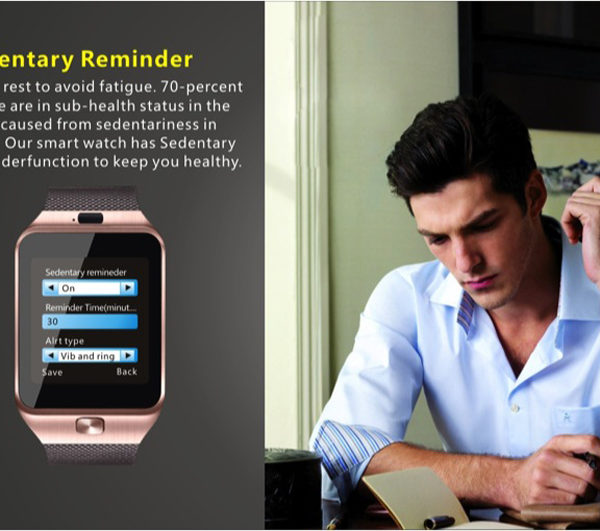 entary Reminder
rest to avoid fatigue. 70-percent
e are in sub-health status in the
caused from sedentariness in
Our smart watch has Sedentary
derfunction to keep you healthy.
Sedentary remineder
On
Reminder Time(minut...
30
Alrt type
Vib and ring
Save Back